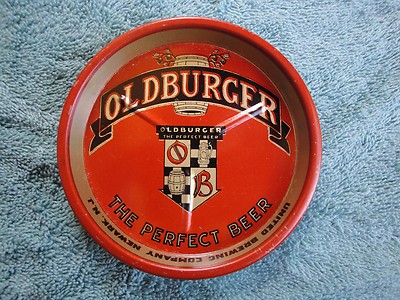 OLDBURGER
OLDBURGER
THE PERFECT BEER
O
B
THE PERFECT BEER
UNITED BREWING COMPANY NEWARK, N.J.